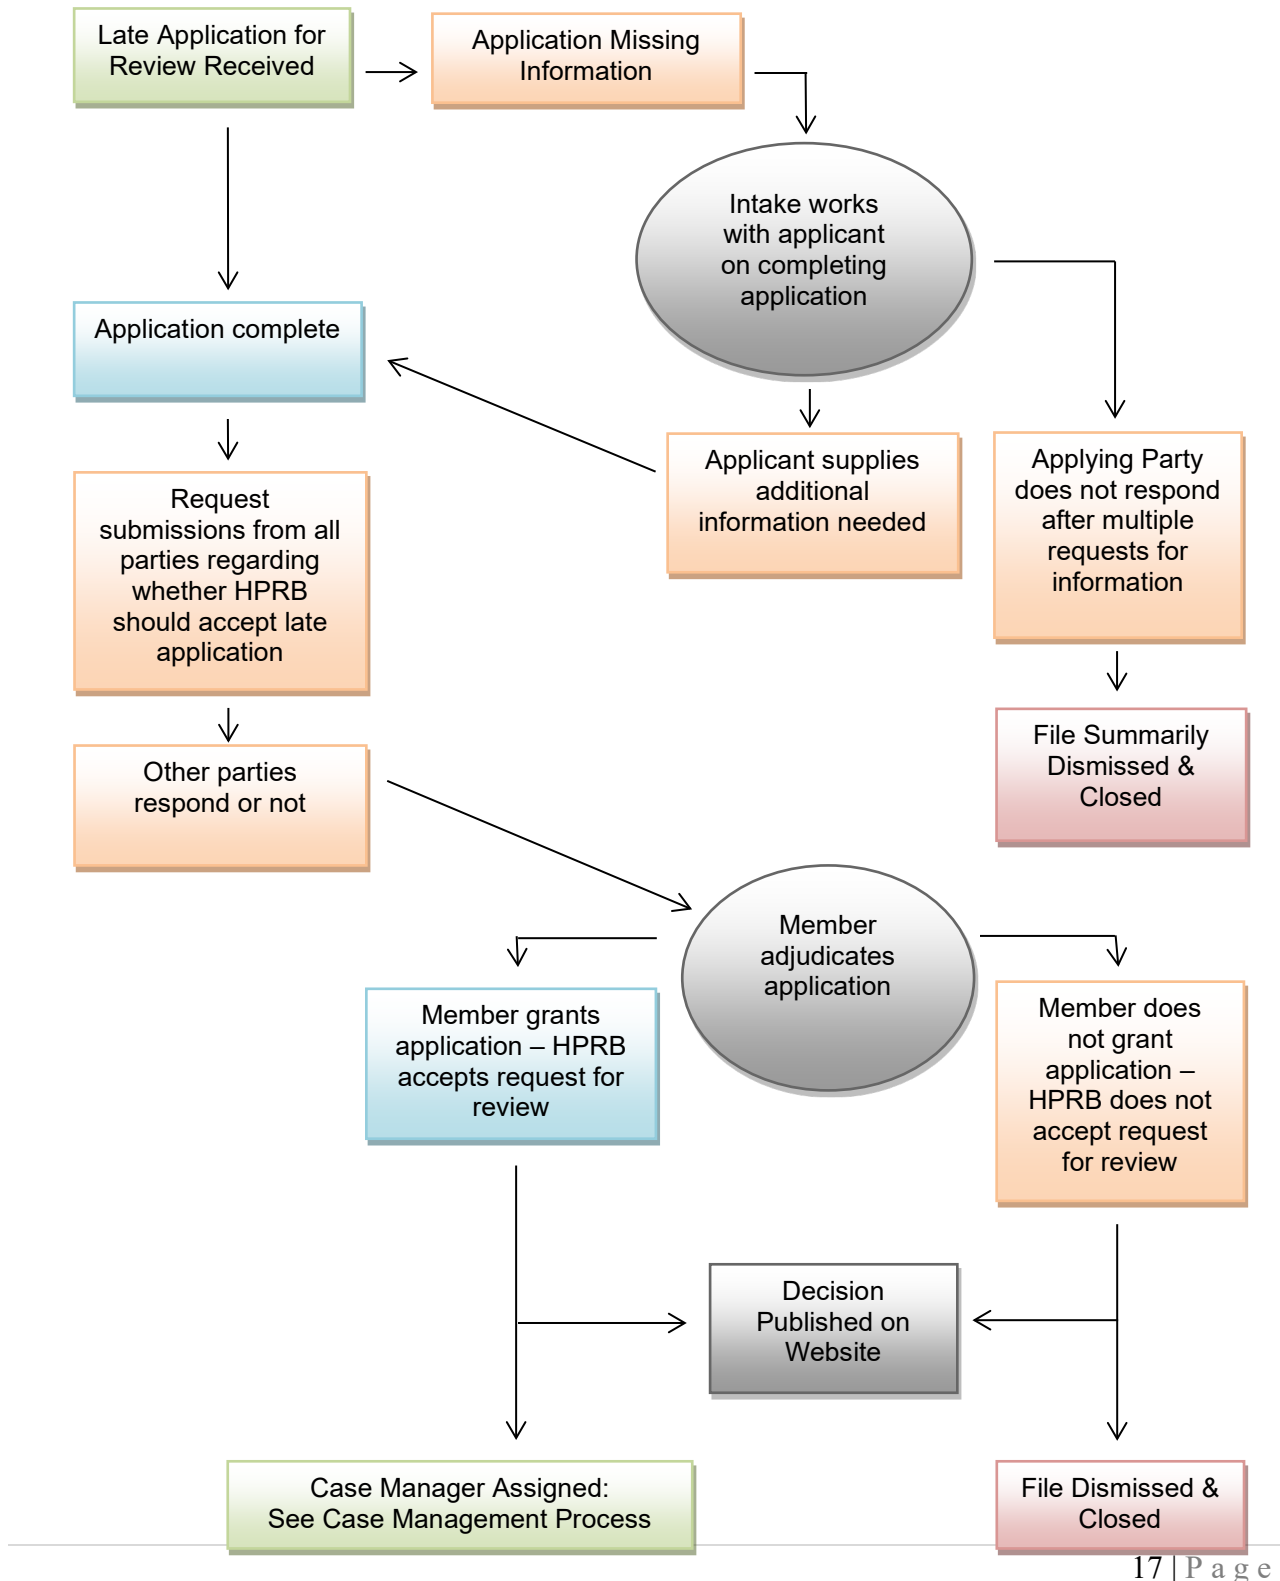 Late Application for
Review Received
Application Missing
Information
Intake works
with applicant
on completing
application
Application complete
Applicant supplies
additional
information needed
Applying Party
does not respond
after multiple
requests for
information
Request
submissions from all
parties regarding
whether HPRB
should accept late
application
File Summarily
Dismissed &
Closed
Other parties
respond or not
Member
adjudicates
application
Member grants
application – HPRB
accepts request for
review
Member does
not grant
application –
HPRB does not
accept request
for review
Decision
Published on
Website
Case Manager Assigned:
See Case Management Process
File Dismissed &
Closed
17 | P a g e